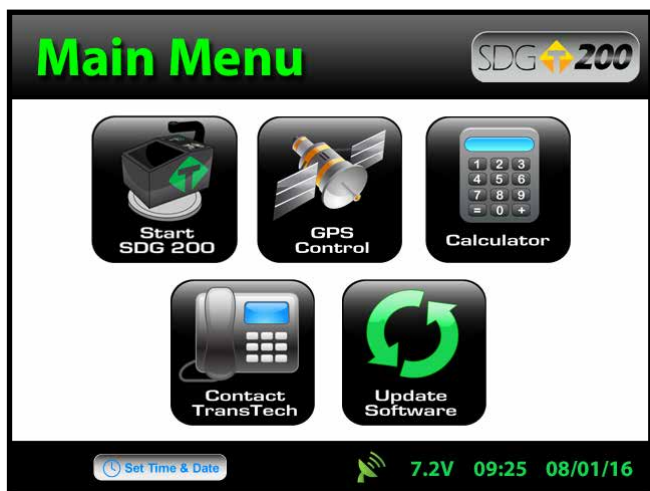 Main Menu
SDG T 200
Start
SDG 200
GPS
Control
Calculator
1 2 3
4 5 6
7 8 9
= 0 +
Contact
TransTech
Update
Software
Set Time & Date
7.2V 09:25 08/01/16